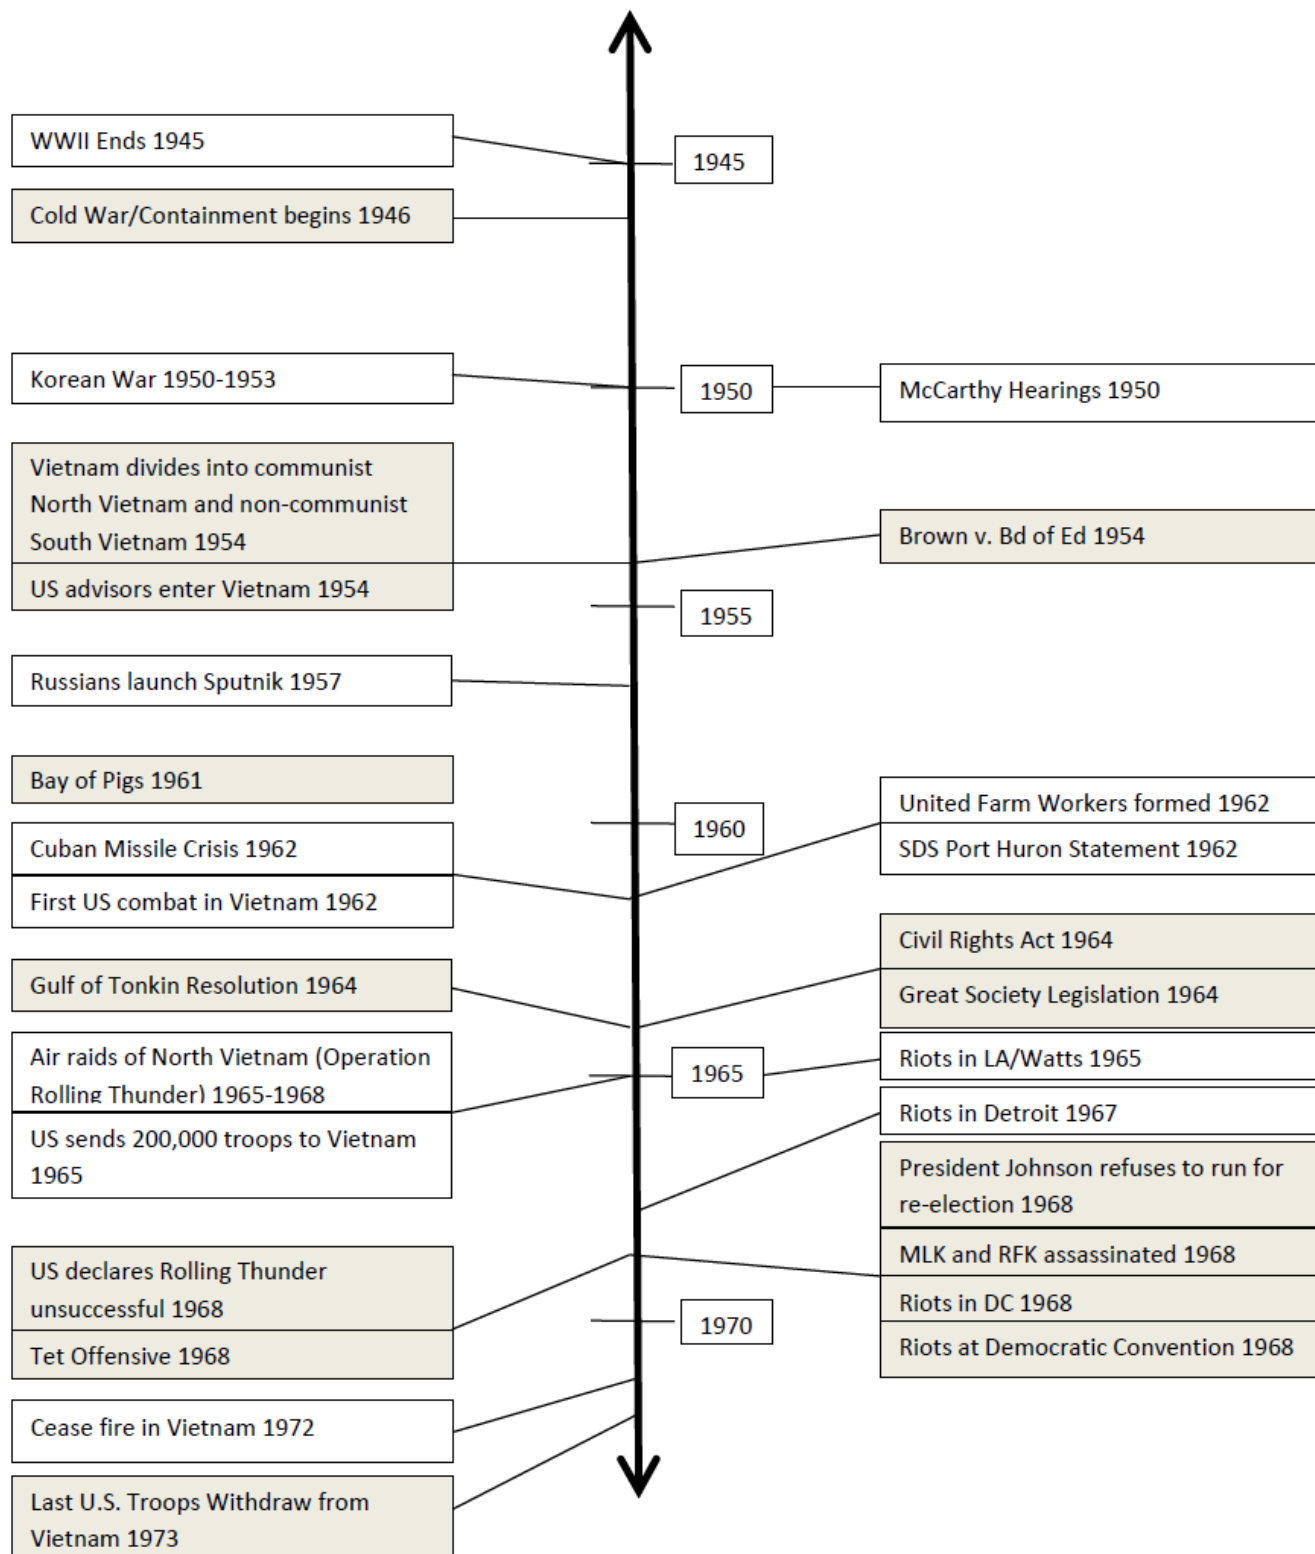 WWII Ends 1945
1945
Cold War/Containment begins 1946
Korean War 1950-1953
1950
McCarthy Hearings 1950
Vietnam divides into communist
North Vietnam and non-communist
South Vietnam 1954
US advisors enter Vietnam 1954
Brown v. Bd of Ed 1954
1955
Russians launch Sputnik 1957
Bay of Pigs 1961
1960
United Farm Workers formed 1962
SDS Port Huron Statement 1962
Cuban Missile Crisis 1962
First US combat in Vietnam 1962
Civil Rights Act 1964
Great Society Legislation 1964
Gulf of Tonkin Resolution 1964
Air raids of North Vietnam (Operation
Rolling Thunder) 1965-1968
US sends 200,000 troops to Vietnam
1965
1965
Riots in LA/Watts 1965
Riots in Detroit 1967
President Johnson refuses to run for
re-election 1968
MLK and RFK assassinated 1968
Riots in DC 1968
Riots at Democratic Convention 1968
US declares Rolling Thunder
unsuccessful 1968
Tet Offensive 1968
1970
Cease fire in Vietnam 1972
Last U.S. Troops Withdraw from
Vietnam 1973